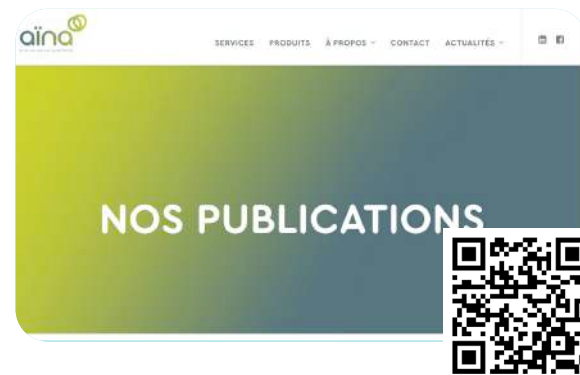 aïna
SERVICES PRODUITS À PROPOS CONTACT ACTUALITÉS
NOS PUBLICATIONS